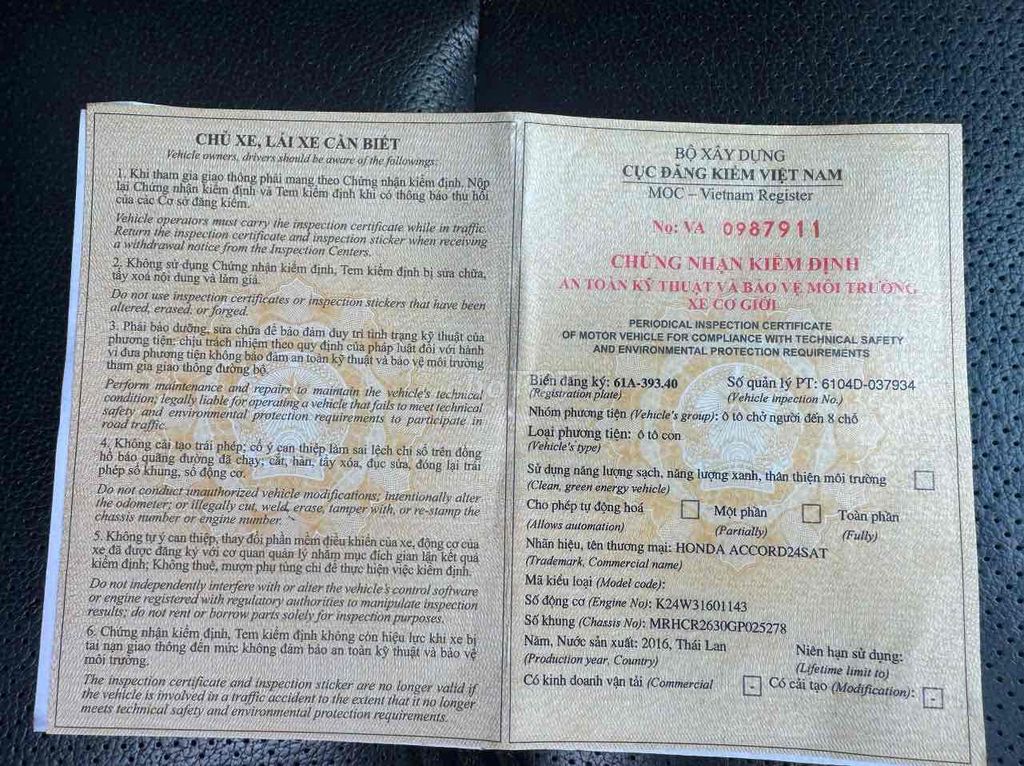 CHỦ XE, LÁI XE CẦN BIẾT
Vehicle owners, drivers should be aware of the followings:
1. Khi tham gia giao thông phải mang theo Chứng nhận kiểm định. Nộp
lại Chứng nhận kiểm định và Tem kiểm định khi có thông báo thu hồi
của các Cơ sở đăng kiểm.
Vehicle operators must carry the inspection certificate while in traffic.
Return the inspection certificate and inspection sticker when receiving
a withdrawal notice from the Inspection Centers.
2. Không sử dụng Chứng nhận kiểm định, Tem kiểm định bị sửa chữa,
tẩy xoá nội dung và làm giả.
Do not use inspection certificates or inspection stickers that have been
altered, erased, or forged.
3. Phải bảo dưỡng, sửa chữa để bảo đảm duy trì tình trạng kỹ thuật của
phương tiện; chịu trách nhiệm theo quy định của pháp luật đối với hành
vi đưa phương tiện không bảo đảm an toàn kỹ thuật và bảo vệ môi trường
tham gia giao thông đường bộ.
Perform maintenance and repairs to maintain the vehicle's technical
condition; legally liable for operating a vehicle that fails to meet technical
safety and environmental protection requirements to participate in
road traffic.
4. Không cải tạo trái phép; cố ý can thiệp làm sai lệch chỉ số trên đồng
hồ báo quãng đường đã chạy; cắt, hàn, tẩy xóa, đục sửa, đóng lại trái
phép số khung, số động cơ.
Do not conduct unauthorized vehicle modifications; intentionally alter
the odometer; or illegally cut, weld, erase, tamper with, or re-stamp the
chassis number or engine number.
5. Không tự ý can thiệp, thay đổi phần mềm điều khiển của xe, động cơ của
xe đã được đăng ký với cơ quan quản lý nhằm mục đích gian lận kết quả
kiểm định; Không thuê, mượn phụ tùng chỉ để thực hiện việc kiểm định.
Do not independently interfere with or alter the vehicle's control software
or engine registered with regulatory authorities to manipulate inspection
results; do not rent or borrow parts solely for inspection purposes.
6. Chứng nhận kiểm định, Tem kiểm định không còn hiệu lực khi xe bị
tai nạn giao thông đến mức không đảm bảo an toàn kỹ thuật và bảo vệ
môi trường.
The inspection certificate and inspection sticker are no longer valid if
the vehicle is involved in a traffic accident to the extent that it no longer
meets technical safety and environmental protection requirements.
BỘ XÂY DỰNG
CỤC ĐĂNG KIỂM VIỆT NAM
MOC – Vietnam Register
No: VA 0987911
CHỨNG NHẬN KIỂM ĐỊNH
AN TOÀN KỸ THUẬT VÀ BẢO VỆ MÔI TRƯỜNG
XE CƠ GIỚI
PERIODICAL INSPECTION CERTIFICATE
OF MOTOR VEHICLE FOR COMPLIANCE WITH TECHNICAL SAFETY
AND ENVIRONMENTAL PROTECTION REQUIREMENTS
Biển đăng ký: 61A-393.40 Số quản lý PT: 6104D-037934
(Registration plate) (Vehicle inpection No.)
Nhóm phương tiện (Vehicle's group): ô tô chở người đến 8 chỗ
Loại phương tiện: ô tô con
(Vehicle's type)
Sử dụng năng lượng sạch, năng lượng xanh, thân thiện môi trường
(Clean, green energy vehicle)
Cho phép tự động hoá Một phần Toàn phần
(Allows automation) (Partially) (Fully)
Nhãn hiệu, tên thương mại: HONDA ACCORD24SAT
(Trademark, Commercial name)
Mã kiểu loại (Model code):
Số động cơ (Engine No): K24W31601143
Số khung (Chassis No): MRHCR2630GP025278
Năm, Nước sản xuất: 2016, Thái Lan Niên hạn sử dụng:
(Production year, Country) (Lifetime limit to)
Có kinh doanh vận tải (Commercial - Có cải tạo (Modification): -